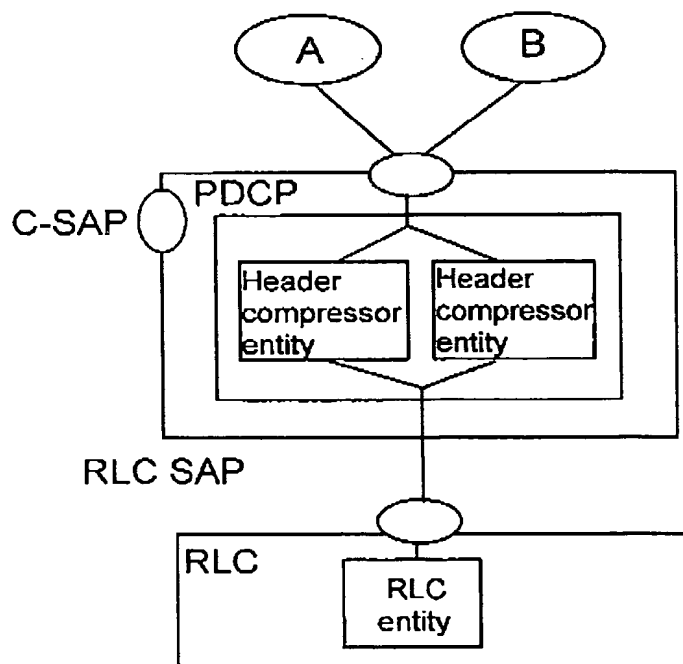 A
B
PDCP
C-SAP
Header
compressor
entity
Header
compressor
entity
RLC SAP
RLC
RLC
entity